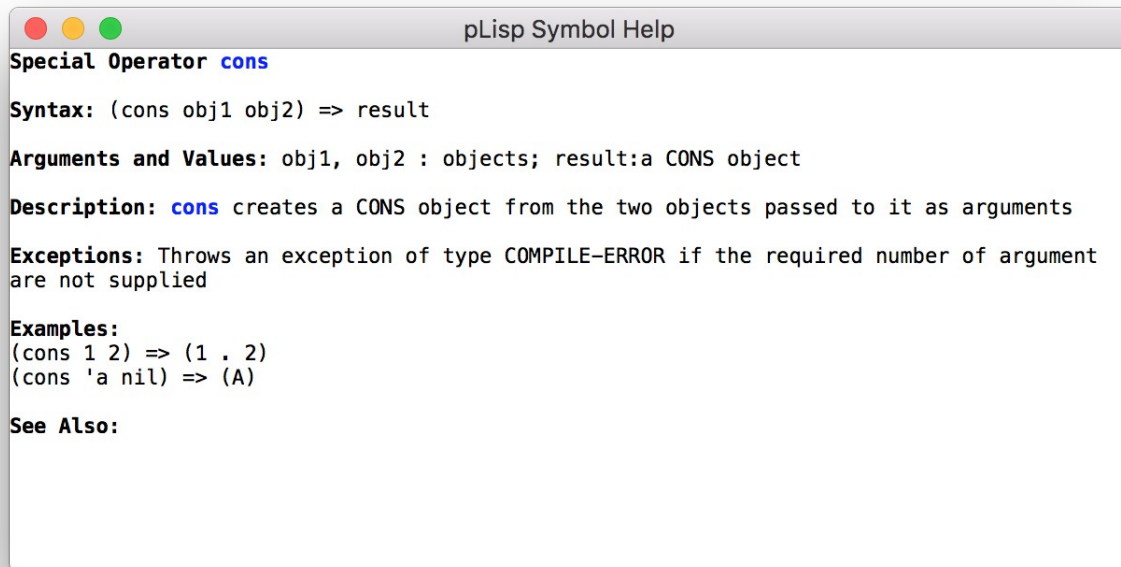 pLisp Symbol Help
Special Operator cons
Syntax: (cons obj1 obj2) => result
Arguments and Values: obj1, obj2 : objects; result:a CONS object
Description: cons creates a CONS object from the two objects passed to it as arguments
Exceptions: Throws an exception of type COMPILE-ERROR if the required number of argument
are not supplied
Examples:
(cons 1 2) => (1 . 2)
(cons 'a nil) => (A)
See Also: